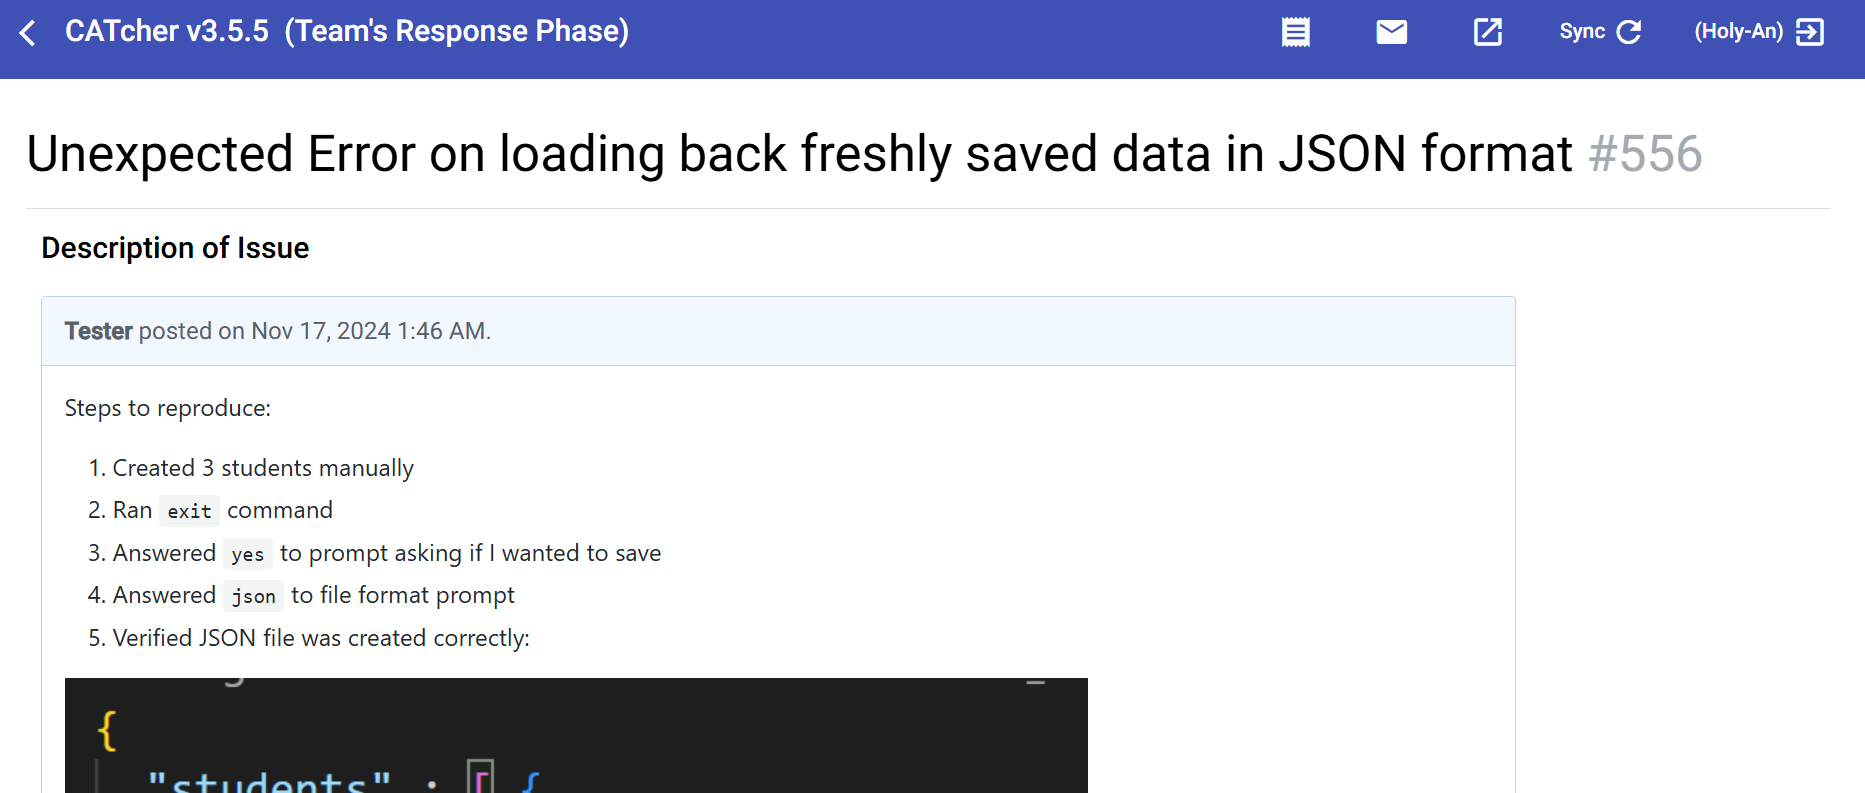 CATcher v3.5.5 (Team's Response Phase)
Sync
(Holy-An)
Unexpected Error on loading back freshly saved data in JSON format #556
Description of Issue
Tester posted on Nov 17, 2024 1:46 AM.
Steps to reproduce:
1. Created 3 students manually
2. Ran exit command
3. Answered yes to prompt asking if I wanted to save
4. Answered json to file format prompt
5. Verified JSON file was created correctly:
{
"students" : [ {